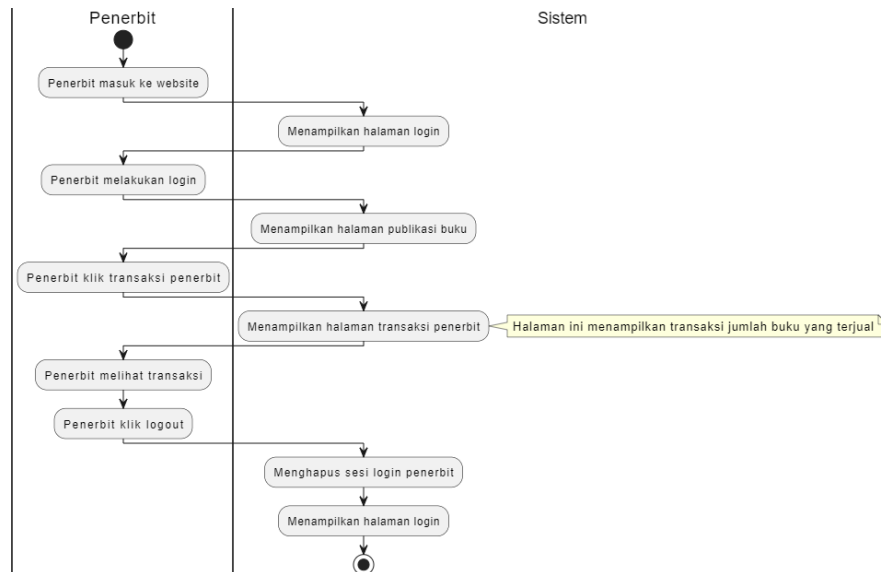 Penerbit
Sistem
Penerbit masuk ke website
Menampilkan halaman login
Penerbit melakukan login
Menampilkan halaman publikasi buku
Penerbit klik transaksi penerbit
Menampilkan halaman transaksi penerbit
Halaman ini menampilkan transaksi jumlah buku yang terjual
Penerbit melihat transaksi
Penerbit klik logout
Menghapus sesi login penerbit
Menampilkan halaman login